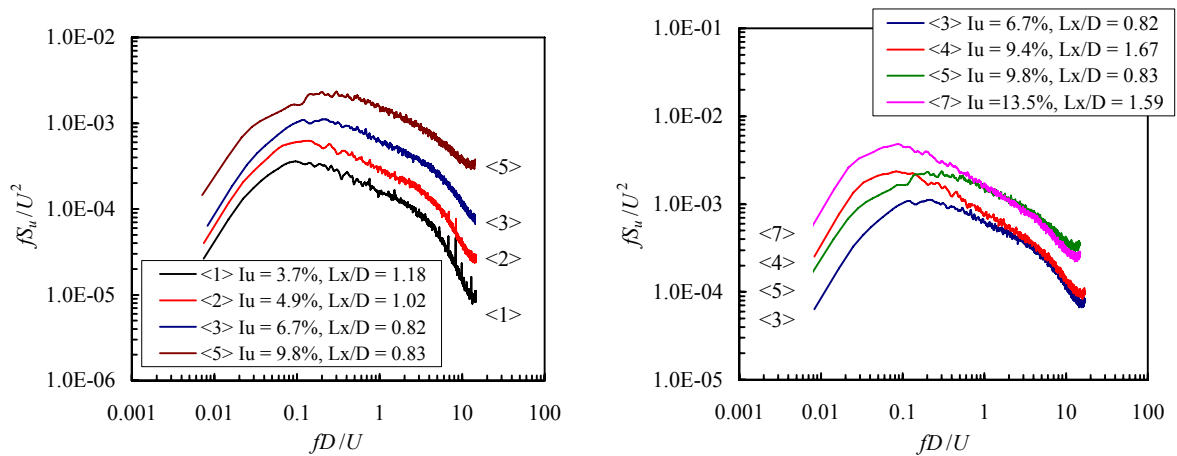 1.0E-02
1.0E-03
1.0E-04
1.0E-05
1.0E-06
fSu/U2
<5>
<3>
<2>
<1>
<1> Iu = 3.7%, Lx/D = 1.18
<2> Iu = 4.9%, Lx/D = 1.02
<3> Iu = 6.7%, Lx/D = 0.82
<5> Iu = 9.8%, Lx/D = 0.83
0.001 0.01 0.1 1 10 100
fD/U
1.0E-01
1.0E-02
1.0E-03
1.0E-04
1.0E-05
fSu/U2
<3> Iu = 6.7%, Lx/D = 0.82
<4> Iu = 9.4%, Lx/D = 1.67
<5> Iu = 9.8%, Lx/D = 0.83
<7> Iu =13.5%, Lx/D = 1.59
<7>
<4>
<5>
<3>
0.001 0.01 0.1 1 10 100
fD/U